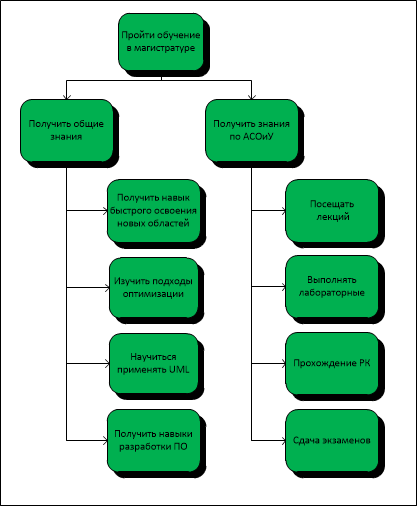 Пройти обучение
в магистратуре
Получить общие
знания
Получить знания
по АСОиУ
Получить навык
быстрого освоения
новых областей
Изучить подходы
оптимизации
Научиться
применять UML
Получить навыки
разработки ПО
Посещать
лекций
Выполнять
лабораторные
Прохождение РК
Сдача экзаменов